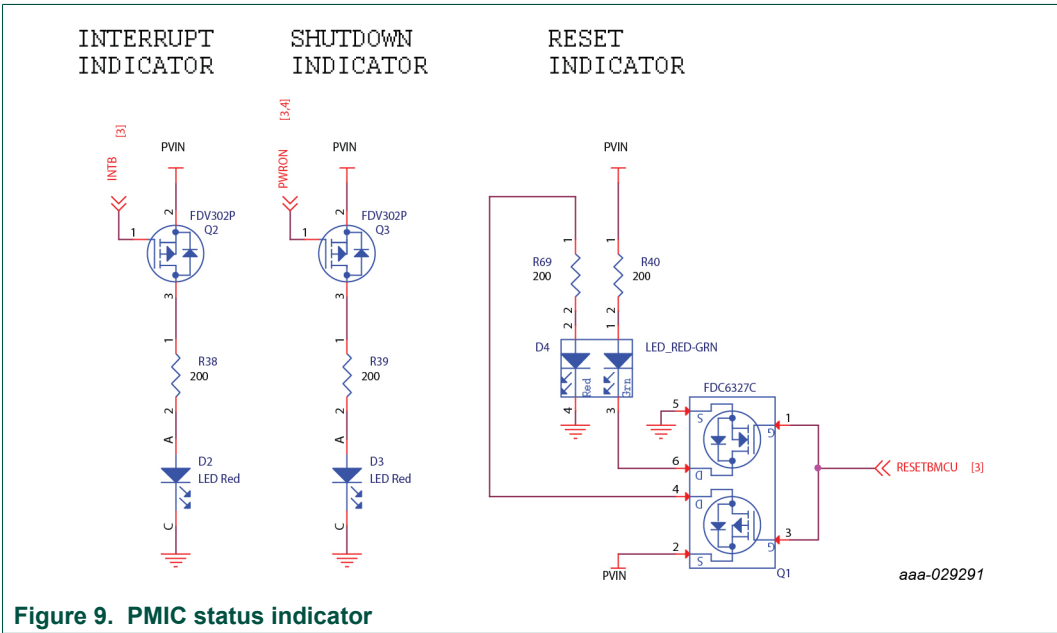 INTERRUPT
INDICATOR
SHUTDOWN
INDICATOR
RESET
INDICATOR
INTB [3]
PVIN
2
1
FDV302P
Q2
3
1
R38
200
2
A
D2
LED Red
C
PWRON [3,4]
PVIN
2
1
FDV302P
Q3
3
1
R39
200
2
A
D3
LED Red
C
PVIN
1
1
R69
200
R40
200
2
2
2
1
D4
LED_RED-GRN
Red
Grn
4
3
FDC6327C
5
S
G
1
6
D
4
D
RESETBMCU [3]
G
3
2
S
PVIN
Q1
aaa-029291
Figure 9. PMIC status indicator